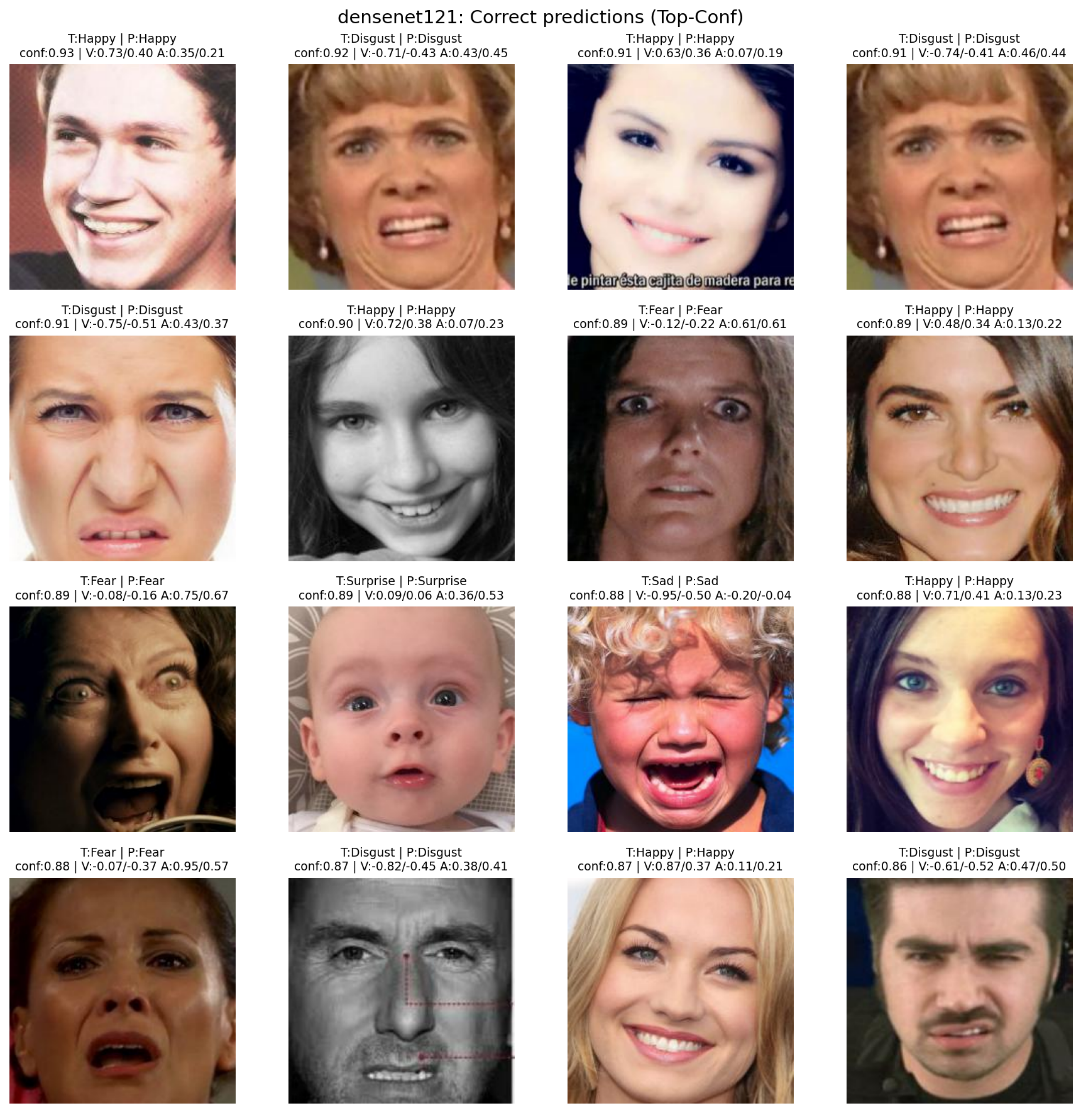 densenet121: Correct predictions (Top-Conf)
T:Happy | P:Happy
conf:0.93 | V:0.73/0.40 A:0.35/0.21
T:Disgust | P:Disgust
conf:0.92 | V:-0.71/-0.43 A:0.43/0.45
T:Happy | P:Happy
conf:0.91 | V:0.63/0.36 A:0.07/0.19
T:Disgust | P:Disgust
conf:0.91 | V:-0.74/-0.41 A:0.46/0.44
le pintar ésta cajita de madera para re
T:Disgust | P:Disgust
conf:0.91 | V:-0.75/-0.51 A:0.43/0.37
T:Happy | P:Happy
conf:0.90 | V:0.72/0.38 A:0.07/0.23
T:Fear | P:Fear
conf:0.89 | V:-0.12/-0.22 A:0.61/0.61
T:Happy | P:Happy
conf:0.89 | V:0.48/0.34 A:0.13/0.22
T:Fear | P:Fear
conf:0.89 | V:-0.08/-0.16 A:0.75/0.67
T:Surprise | P:Surprise
conf:0.89 | V:0.09/0.06 A:0.36/0.53
T:Sad | P:Sad
conf:0.88 | V:-0.95/-0.50 A:-0.20/-0.04
T:Happy | P:Happy
conf:0.88 | V:0.71/0.41 A:0.13/0.23
T:Fear | P:Fear
conf:0.88 | V:-0.07/-0.37 A:0.95/0.57
T:Disgust | P:Disgust
conf:0.87 | V:-0.82/-0.45 A:0.38/0.41
T:Happy | P:Happy
conf:0.87 | V:0.87/0.37 A:0.11/0.21
T:Disgust | P:Disgust
conf:0.86 | V:-0.61/-0.52 A:0.47/0.50